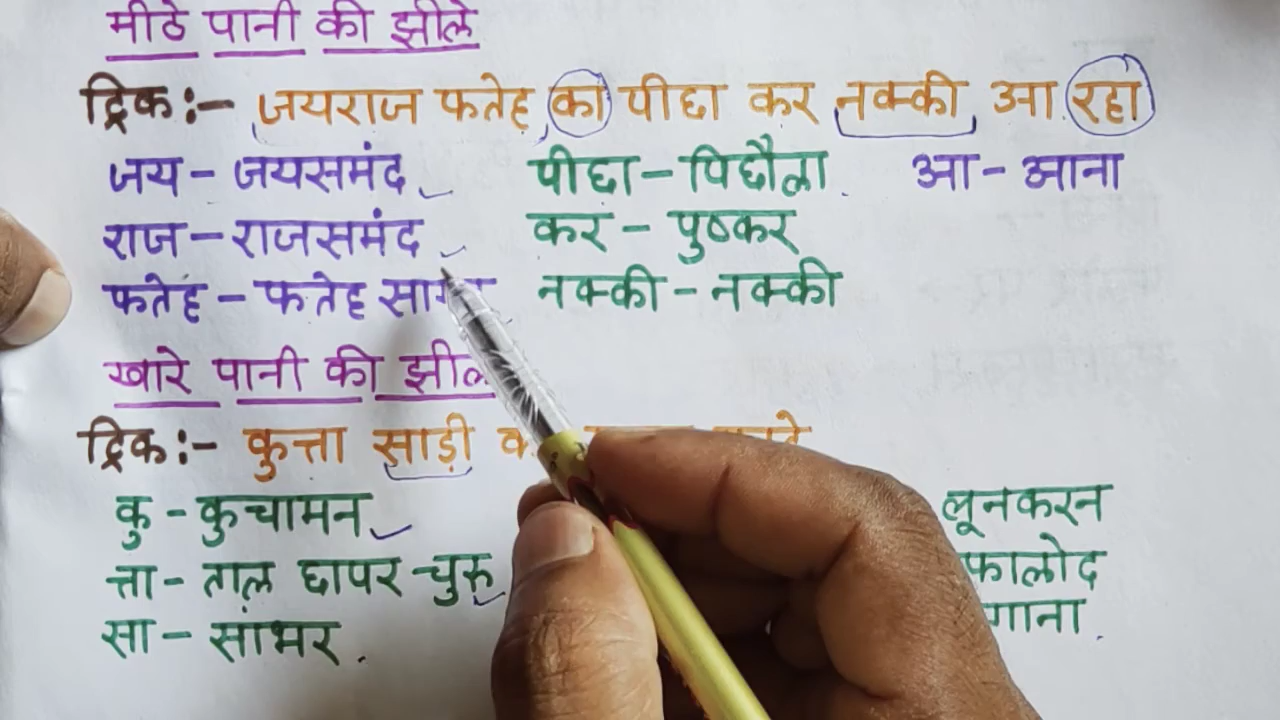 मीठे पानी की झीले
ट्रिक:- जयराज फतेह का पीछा कर नक्की आ रहा
जय - जयसमंद पीछा - पिछौला आ - आना
राज - राजसमंद कर - पुष्कर
फतेह - फतेह सागर नक्की - नक्की
खारे पानी की झील
ट्रिक:- कुत्ता साड़ी
कु - कुचामन लूनकरन
त्ता - ताल छापर चुरू फालोद
सा - सांभर गाना